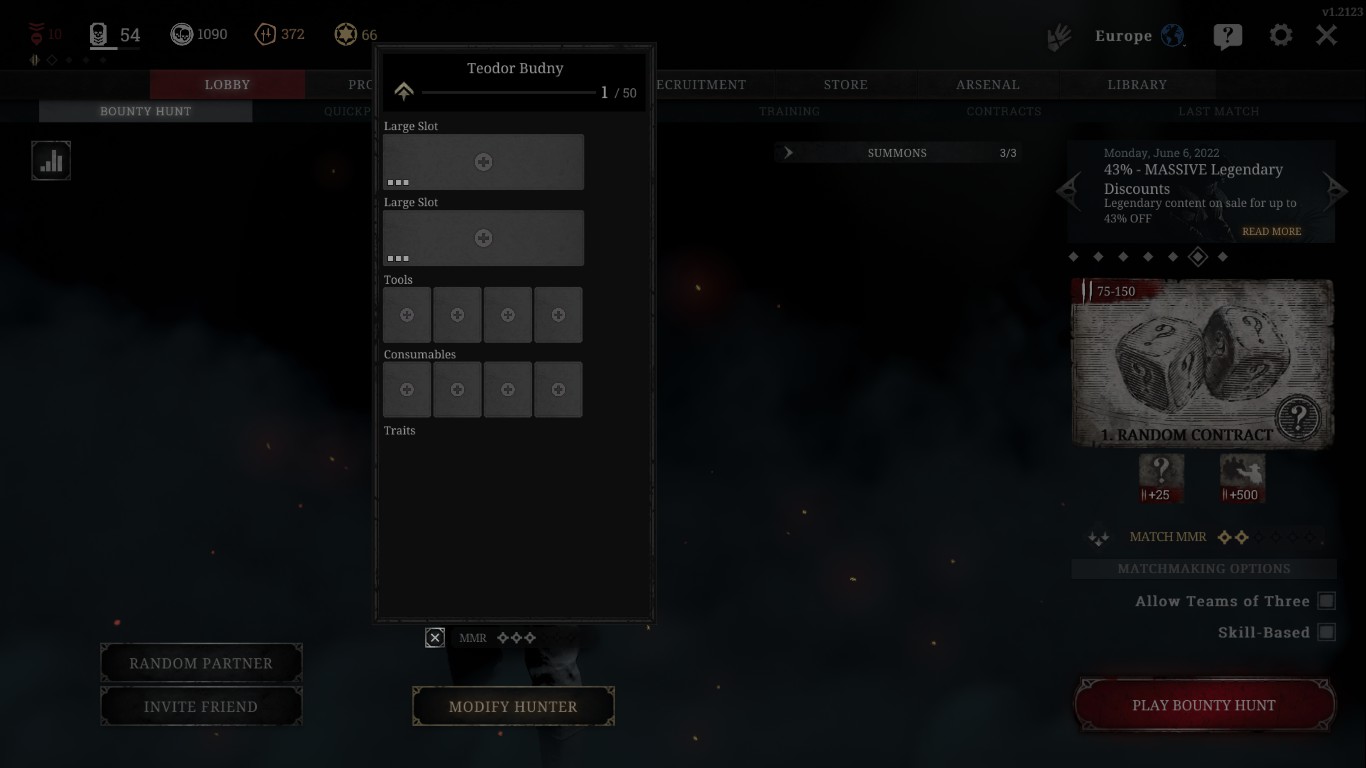 v1.2123
10
54
1090
372
66
Europe
LOBBY
PRO
ECRUITMENT
STORE
ARSENAL
LIBRARY
BOUNTY HUNT
QUICKP
TRAINING
CONTRACTS
LAST MATCH
Teodor Budny
1 / 50
Large Slot
Large Slot
Tools
Consumables
Traits
MMR
MODIFY HUNTER
RANDOM PARTNER
INVITE FRIEND
SUMMONS 3/3
Monday, June 6, 2022
43% - MASSIVE Legendary
Discounts
Legendary content on sale for up to
43% OFF
READ MORE
75-150
1. RANDOM CONTRACT
+25
+500
MATCH MMR
MATCHMAKING OPTIONS
Allow Teams of Three
Skill-Based
PLAY BOUNTY HUNT